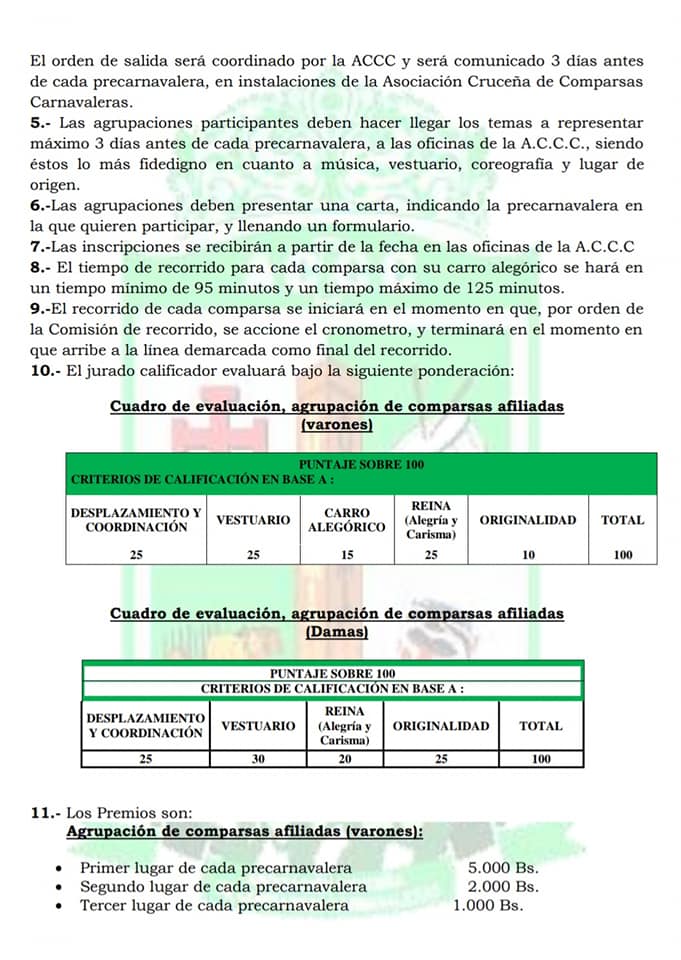 El orden de salida será coordinado por la ACCC y será comunicado 3 días antes
de cada precarnavalera, en instalaciones de la Asociación Cruceña de Comparsas
Carnavaleras.
5.- Las agrupaciones participantes deben hacer llegar los temas a representar
máximo 3 días antes de cada precarnavalera, a las oficinas de la A.C.C.C., siendo
éstos lo más fidedigno en cuanto a música, vestuario, coreografía y lugar de
origen.
6.-Las agrupaciones deben presentar una carta, indicando la precarnavalera en
la que quieren participar, y llenando un formulario.
7.-Las inscripciones se recibirán a partir de la fecha en las oficinas de la A.C.C.C
8.- El tiempo de recorrido para cada comparsa con su carro alegórico se hará en
un tiempo mínimo de 95 minutos y un tiempo máximo de 125 minutos.
9.-El recorrido de cada comparsa se iniciará en el momento en que, por orden de
la Comisión de recorrido, se accione el cronometro, y terminará en el momento en
que arribe a la línea demarcada como final del recorrido.
10.- El jurado calificador evaluará bajo la siguiente ponderación:
Cuadro de evaluación, agrupación de comparsas afiliadas
(varones)
PUNTAJE SOBRE 100
CRITERIOS DE CALIFICACIÓN EN BASE A :
DESPLAZAMIENTO Y COORDINACIÓN VESTUARIO CARRO ALEGÓRICO REINA (Alegría y Carisma) ORIGINALIDAD TOTAL
25 25 15 25 10 100
Cuadro de evaluación, agrupación de comparsas afiliadas
(Damas)
PUNTAJE SOBRE 100
CRITERIOS DE CALIFICACIÓN EN BASE A :
DESPLAZAMIENTO Y COORDINACIÓN VESTUARIO REINA (Alegría y Carisma) ORIGINALIDAD TOTAL
25 30 20 25 100
11.- Los Premios son:
Agrupación de comparsas afiliadas (varones):
• Primer lugar de cada precarnavalera 5.000 Bs.
• Segundo lugar de cada precarnavalera 2.000 Bs.
• Tercer lugar de cada precarnavalera 1.000 Bs.